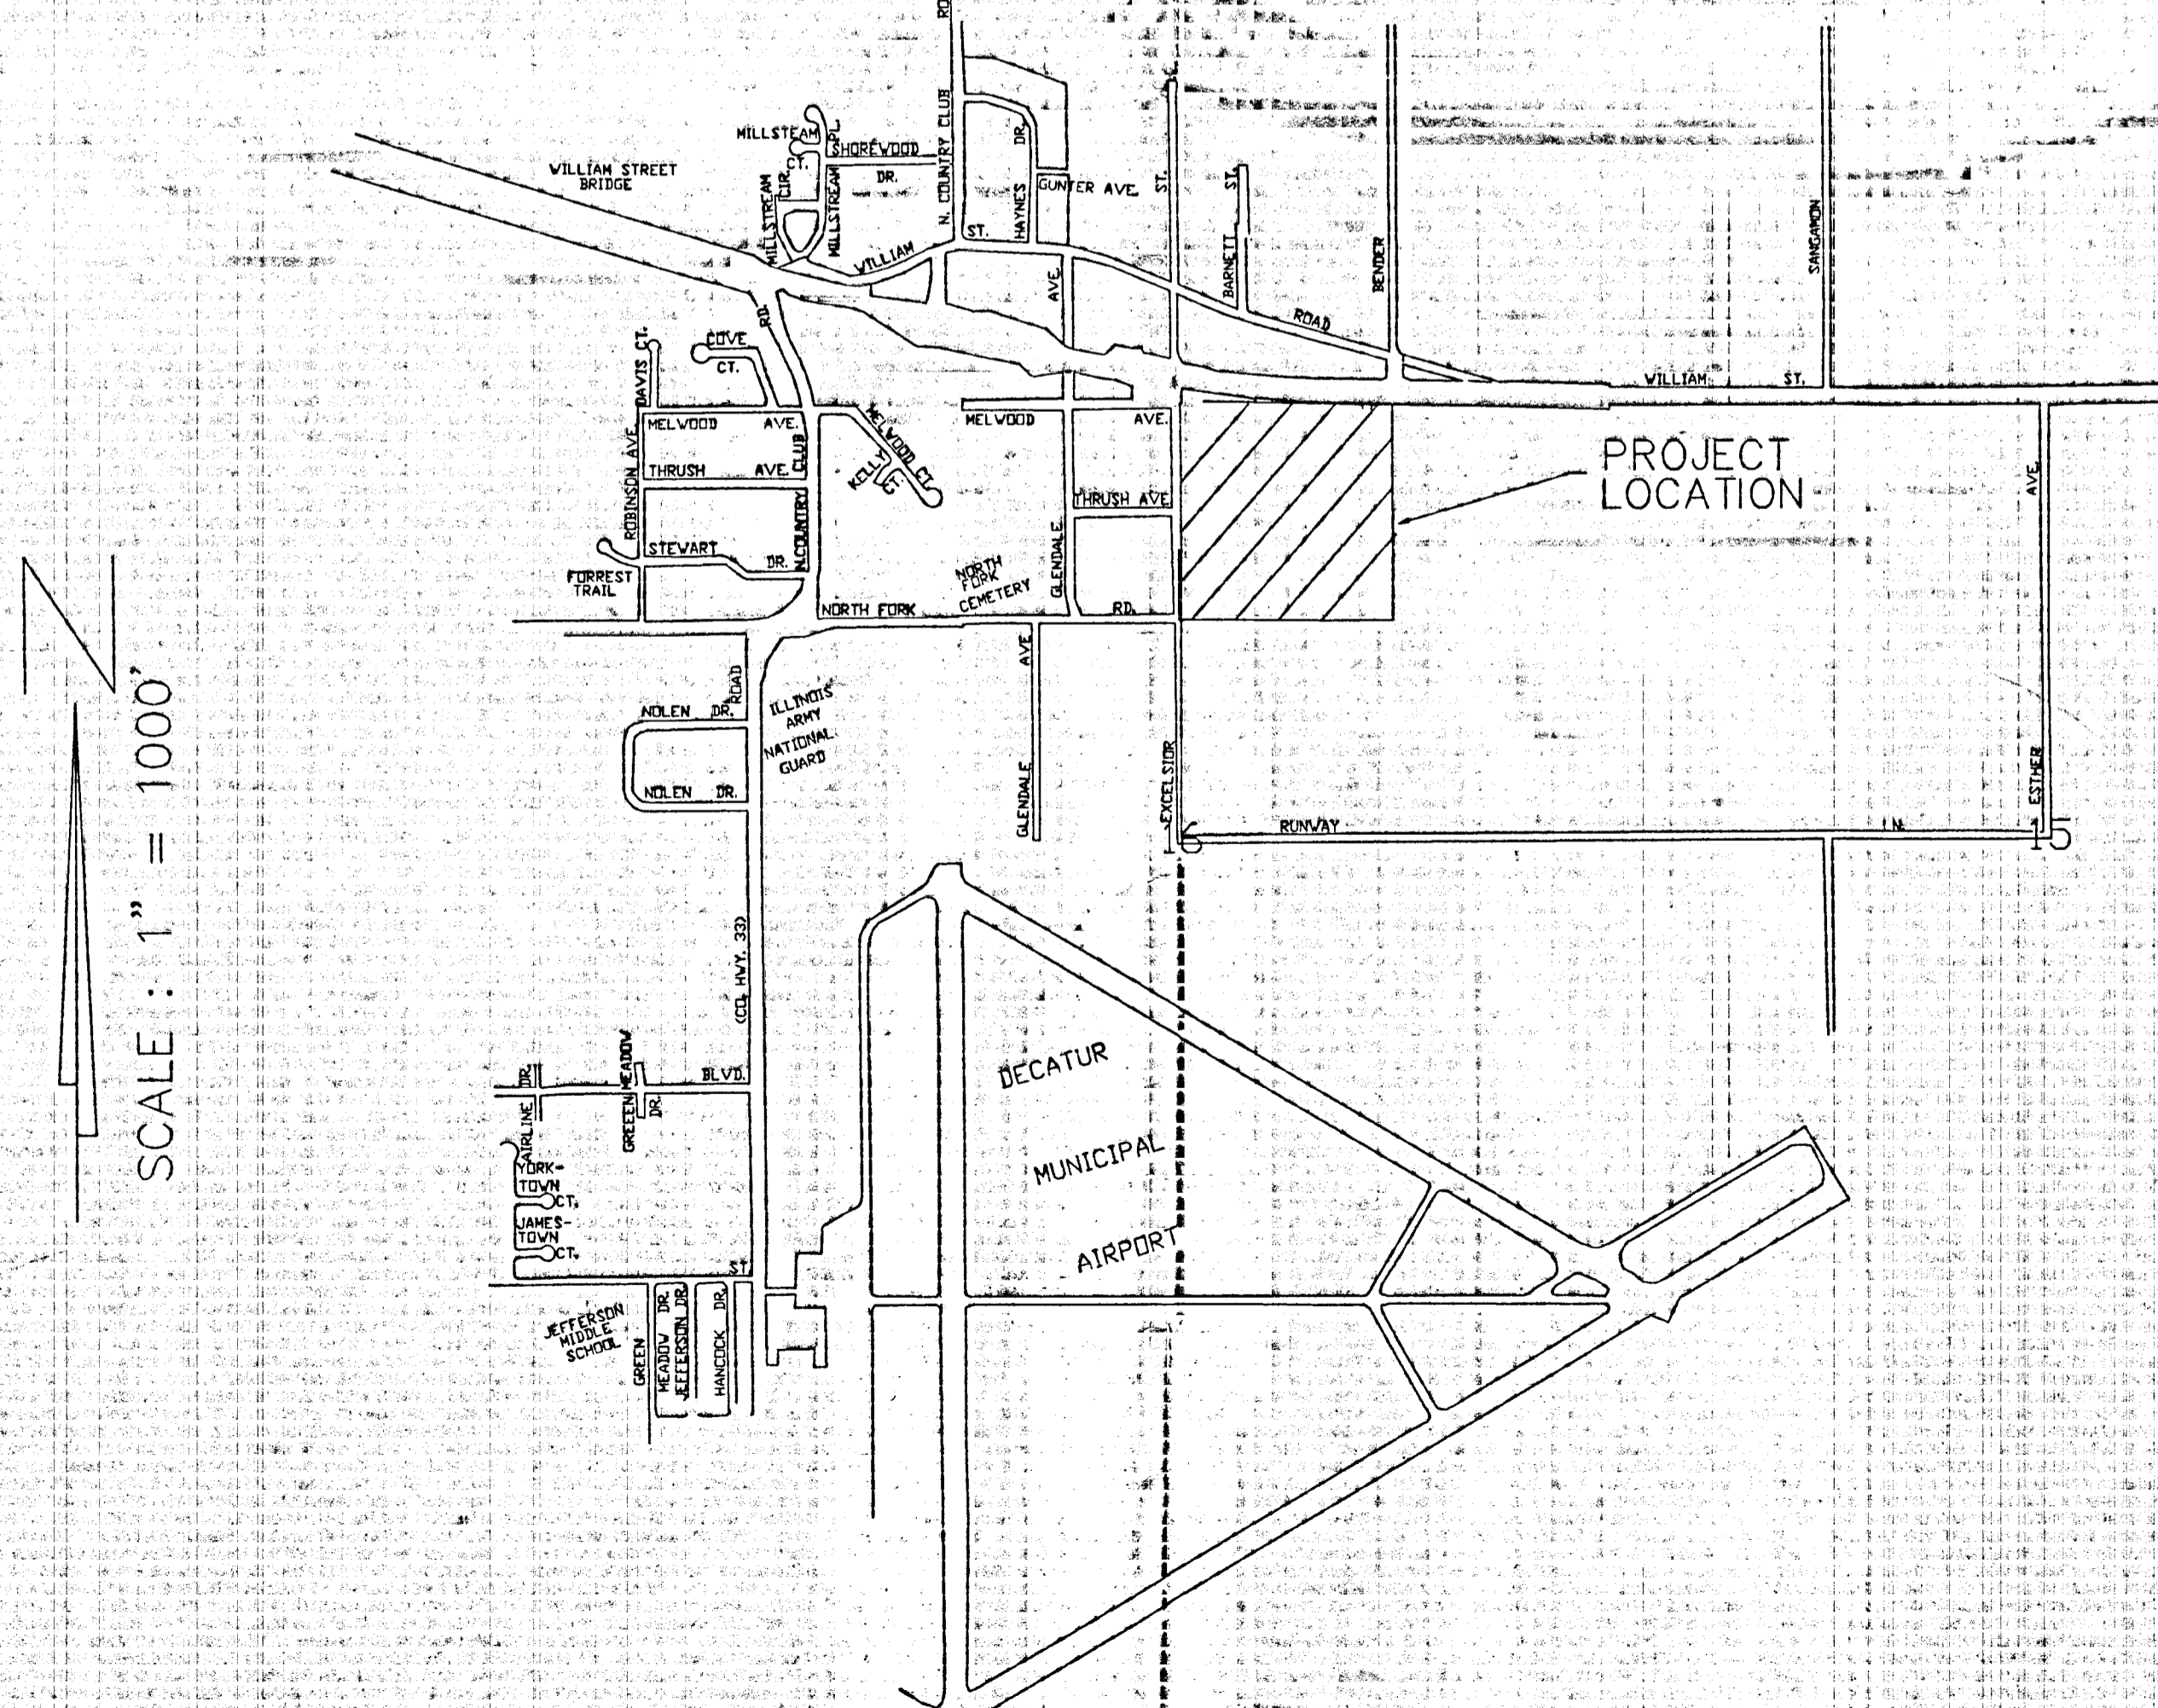 RD
N. COUNTRY CLUB
MILLSTEAM
CT.
PL.
SHOREWOOD
DR.
MILLSTREAM
CIR.
MILLSTREAM
WILLIAM STREET
BRIDGE
WILLIAM
ST.
HAYNES
DR.
GUNTER AVE.
ST.
BARNETT
ST.
BENDER
SANGAMON
AVE.
ROAD
WILLIAM
ST.
RD.
COVE
CT.
DAVIS CT.
ROBINSON AVE.
MELWOOD
AVE.
THRUSH
AVE.
N.COUNTRY
CLUB
MELWOOD CT.
KELLY
CT.
MELWOOD
AVE.
THRUSH AVE.
GLENDALE
PROJECT
LOCATION
AVE.
STEWART
DR.
FORREST
TRAIL
NORTH
FORK
CEMETERY
NORTH FORK
RD.
ROAD
NOLEN
DR.
NOLEN
DR.
ILLINOIS
ARMY
NATIONAL
GUARD
AVE
GLENDALE
EXCELSIOR
16
RUNWAY
LN.
ESTHER
15
SCALE : 1" = 1000'
(CO. HWY. 33)
DECATUR
MUNICIPAL
AIRPORT
AIRLINE
DR.
GREEN MEADOW
DR.
BLVD.
YORK-
TOWN
CT.
JAMES-
TOWN
CT.
ST.
JEFFERSON
MIDDLE
SCHOOL
GREEN
MEADOW DR.
JEFFERSON DR.
HANCOCK DR.